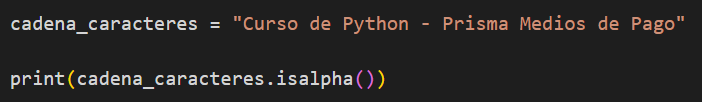 cadena_caracteres = "Curso de Python - Prisma Medios de Pago"
print(cadena_caracteres.isalpha())